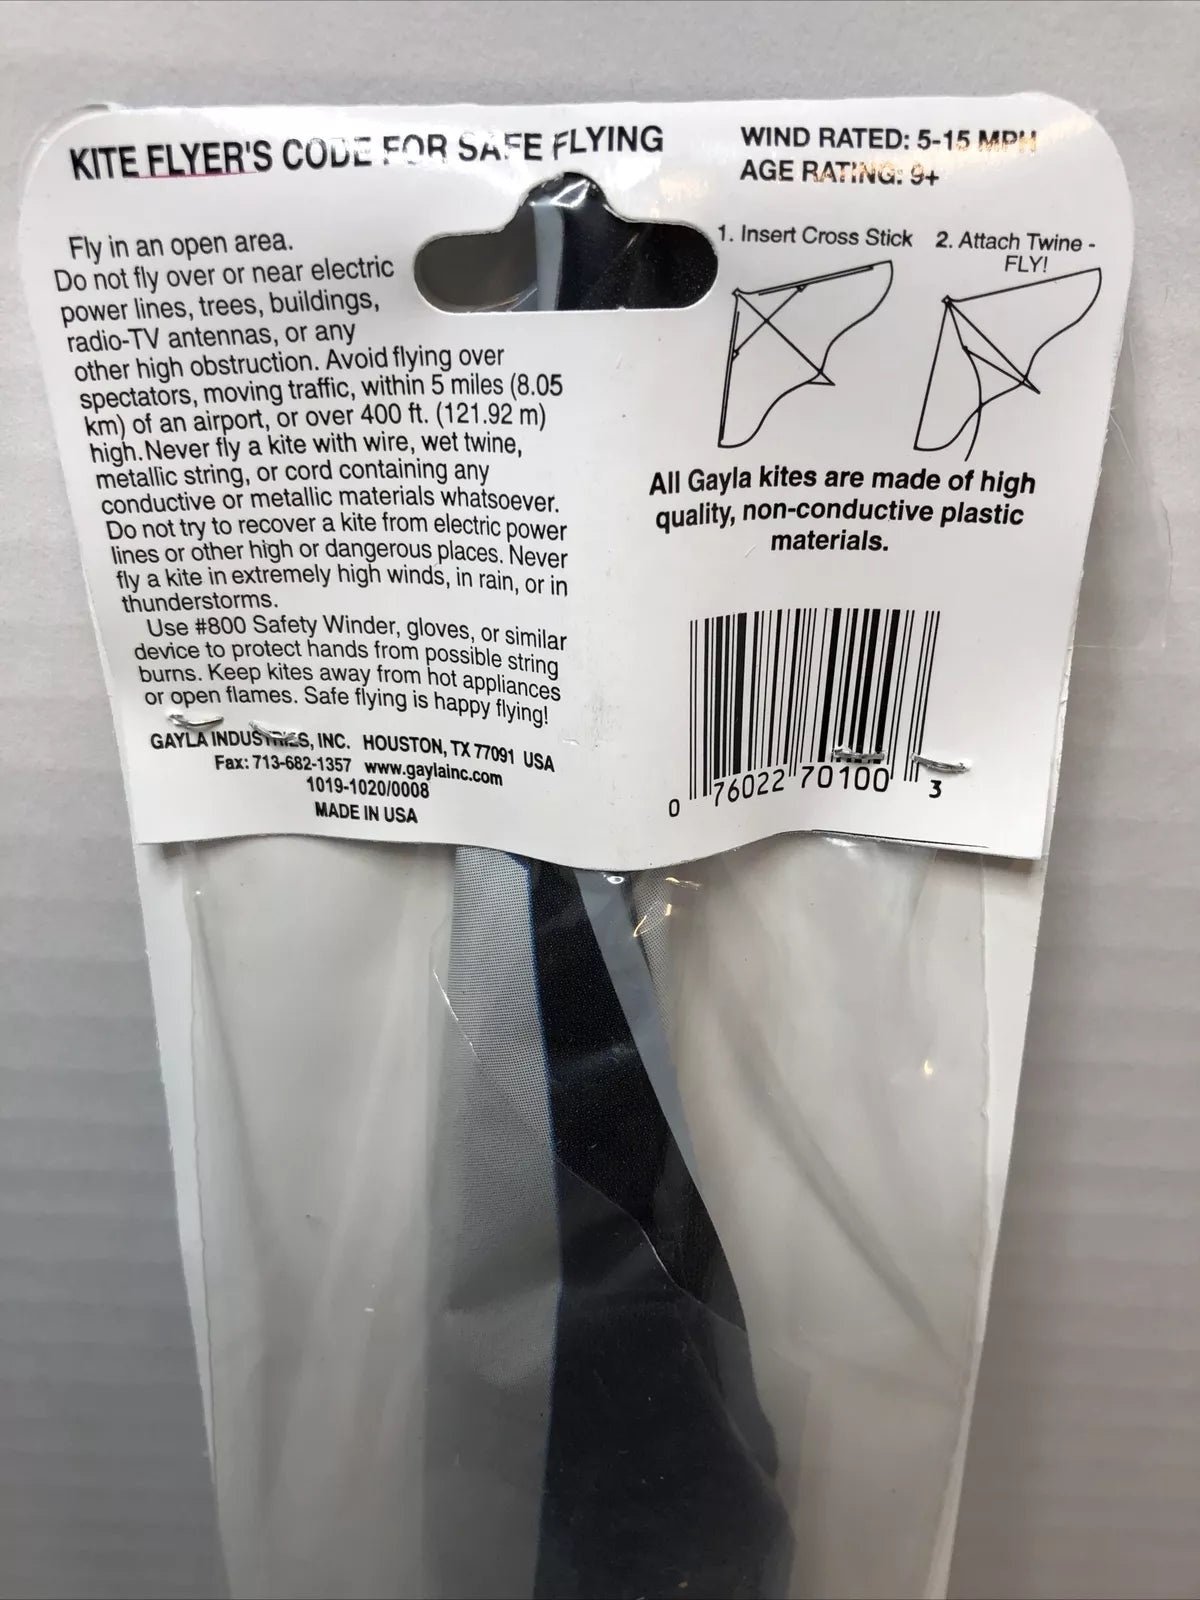 KITE FLYER'S CODE FOR SAFE FLYING
Fly in an open area.
Do not fly over or near electric
power lines, trees, buildings,
radio-TV antennas, or any
other high obstruction. Avoid flying over
spectators, moving traffic, within 5 miles (8.05
km) of an airport, or over 400 ft. (121.92 m)
high. Never fly a kite with wire, wet twine,
metallic string, or cord containing any
conductive or metallic materials whatsoever.
Do not try to recover a kite from electric power
lines or other high or dangerous places. Never
fly a kite in extremely high winds, in rain, or in
thunderstorms.
Use #800 Safety Winder, gloves, or similar
device to protect hands from possible string
burns. Keep kites away from hot appliances
or open flames. Safe flying is happy flying!
GAYLA INDUSTRIES, INC. HOUSTON, TX 77091 USA
Fax: 713-682-1357 www.gaylainc.com
1019-1020/0008
MADE IN USA
WIND RATED: 5-15 MPH
AGE RATING: 9+
1. Insert Cross Stick
2. Attach Twine -
FLY!
All Gayla kites are made of high
quality, non-conductive plastic
materials.
0 76022 70100 3